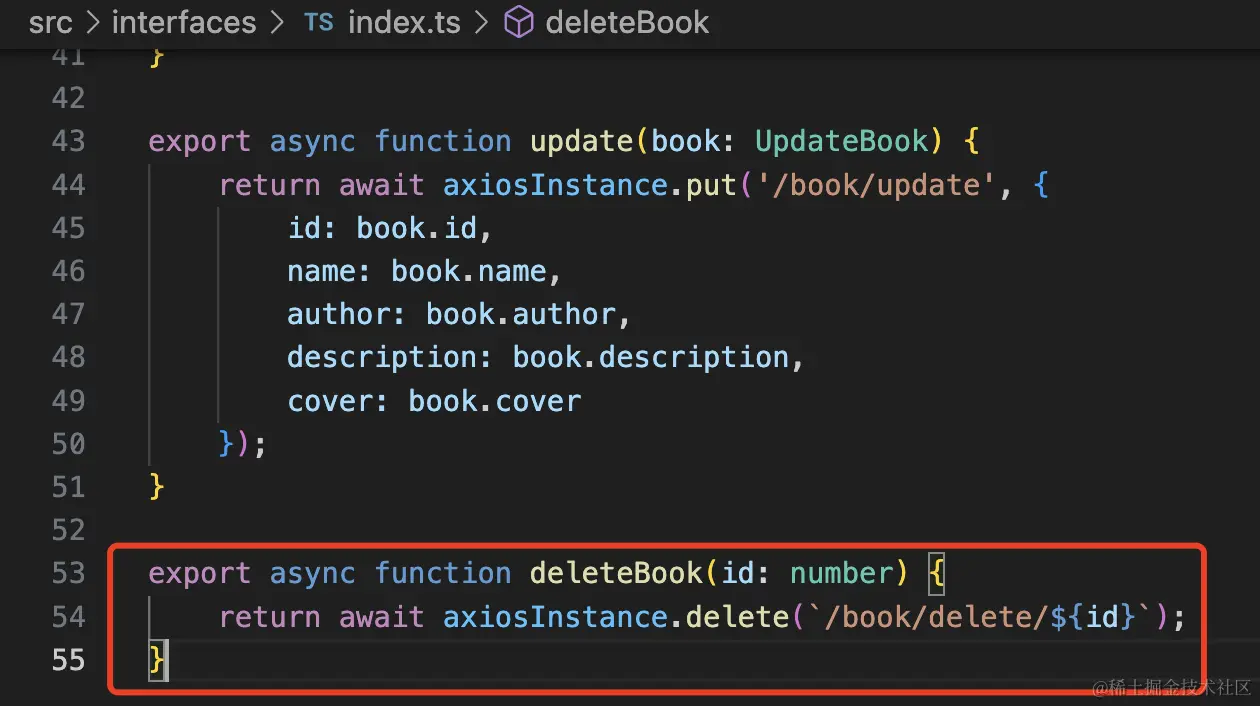 src > interfaces > TS index.ts > deleteBook
41 }
42
43 export async function update(book: UpdateBook) {
44 return await axiosInstance.put('/book/update', {
45 id: book.id,
46 name: book.name,
47 author: book.author,
48 description: book.description,
49 cover: book.cover
50 });
51 }
52
53 export async function deleteBook(id: number) {
54 return await axiosInstance.delete(`/book/delete/${id}`);
55 }
@稀土掘金技术社区